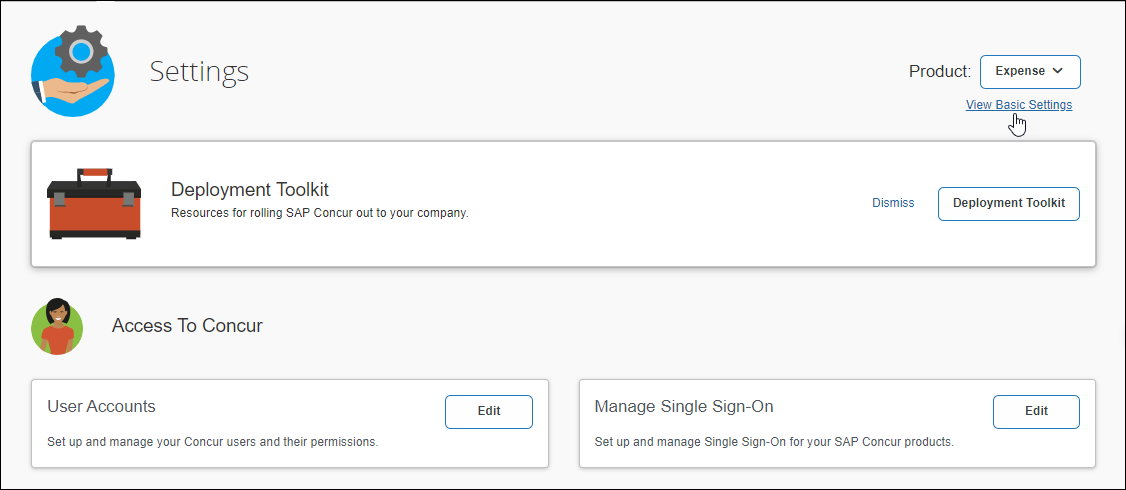 Settings
Product: Expense
View Basic Settings
Deployment Toolkit
Resources for rolling SAP Concur out to your company.
Dismiss
Deployment Toolkit
Access To Concur
User Accounts
Edit
Set up and manage your Concur users and their permissions.
Manage Single Sign-On
Edit
Set up and manage Single Sign-On for your SAP Concur products.